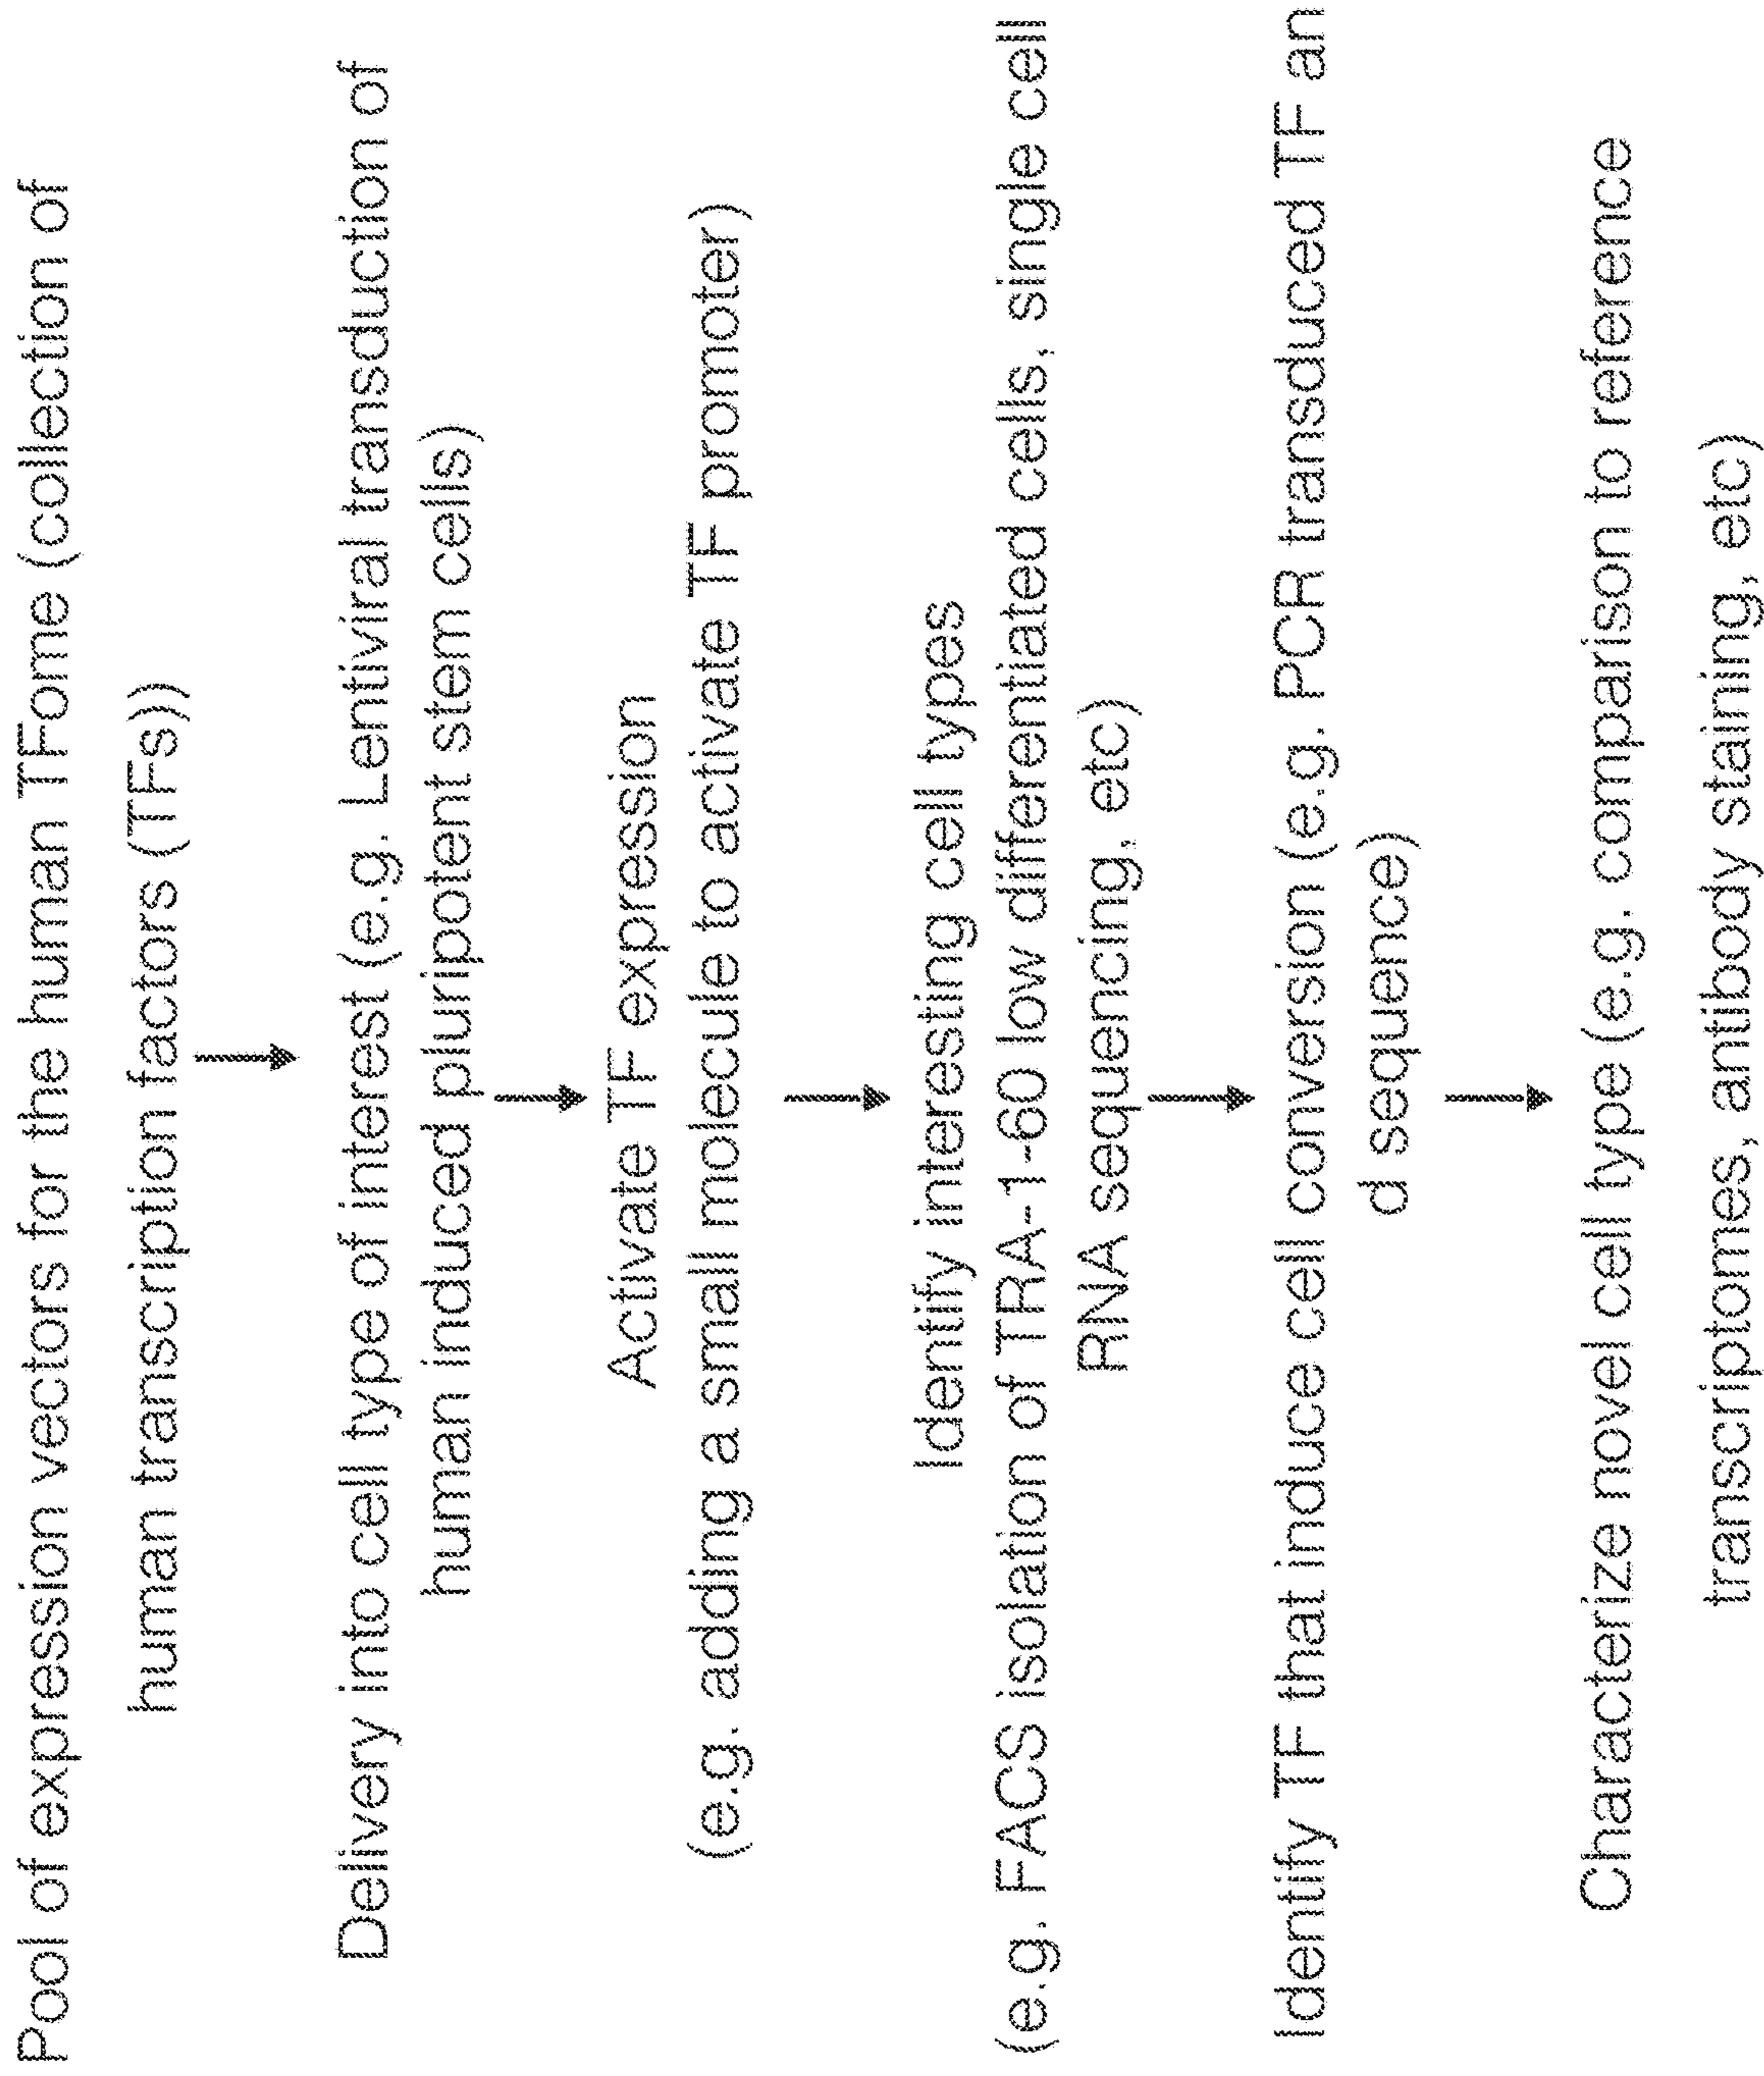 Pool of expression vectors for the human TFome (collection of
human transcription factors (TFs))
Delivery into cell type of interest (e.g. Lentiviral transduction of
human induced pluripotent stem cells)
Activate TF expression
(e.g. adding a small molecule to activate TF promoter)
Identify interesting cell types
(e.g. FACS isolation of TRA-1-60 low differentiated cells, single cell
RNA sequencing, etc)
Identify TF that induce cell conversion (e.g. PCR transduced TF an
d sequence)
Characterize novel cell type (e.g. comparison to reference
transcriptomes, antibody staining, etc)